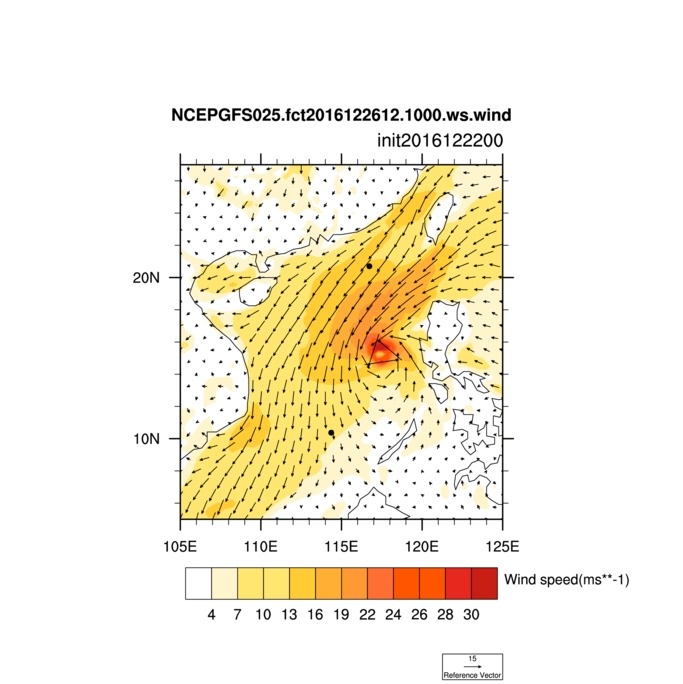 NCEPGFS025.fct2016122612.1000.ws.wind
init2016122200
20N
10N
105E 110E 115E 120E 125E
Wind speed(ms**-1)
4 7 10 13 16 19 22 24 26 28 30
15
Reference Vector